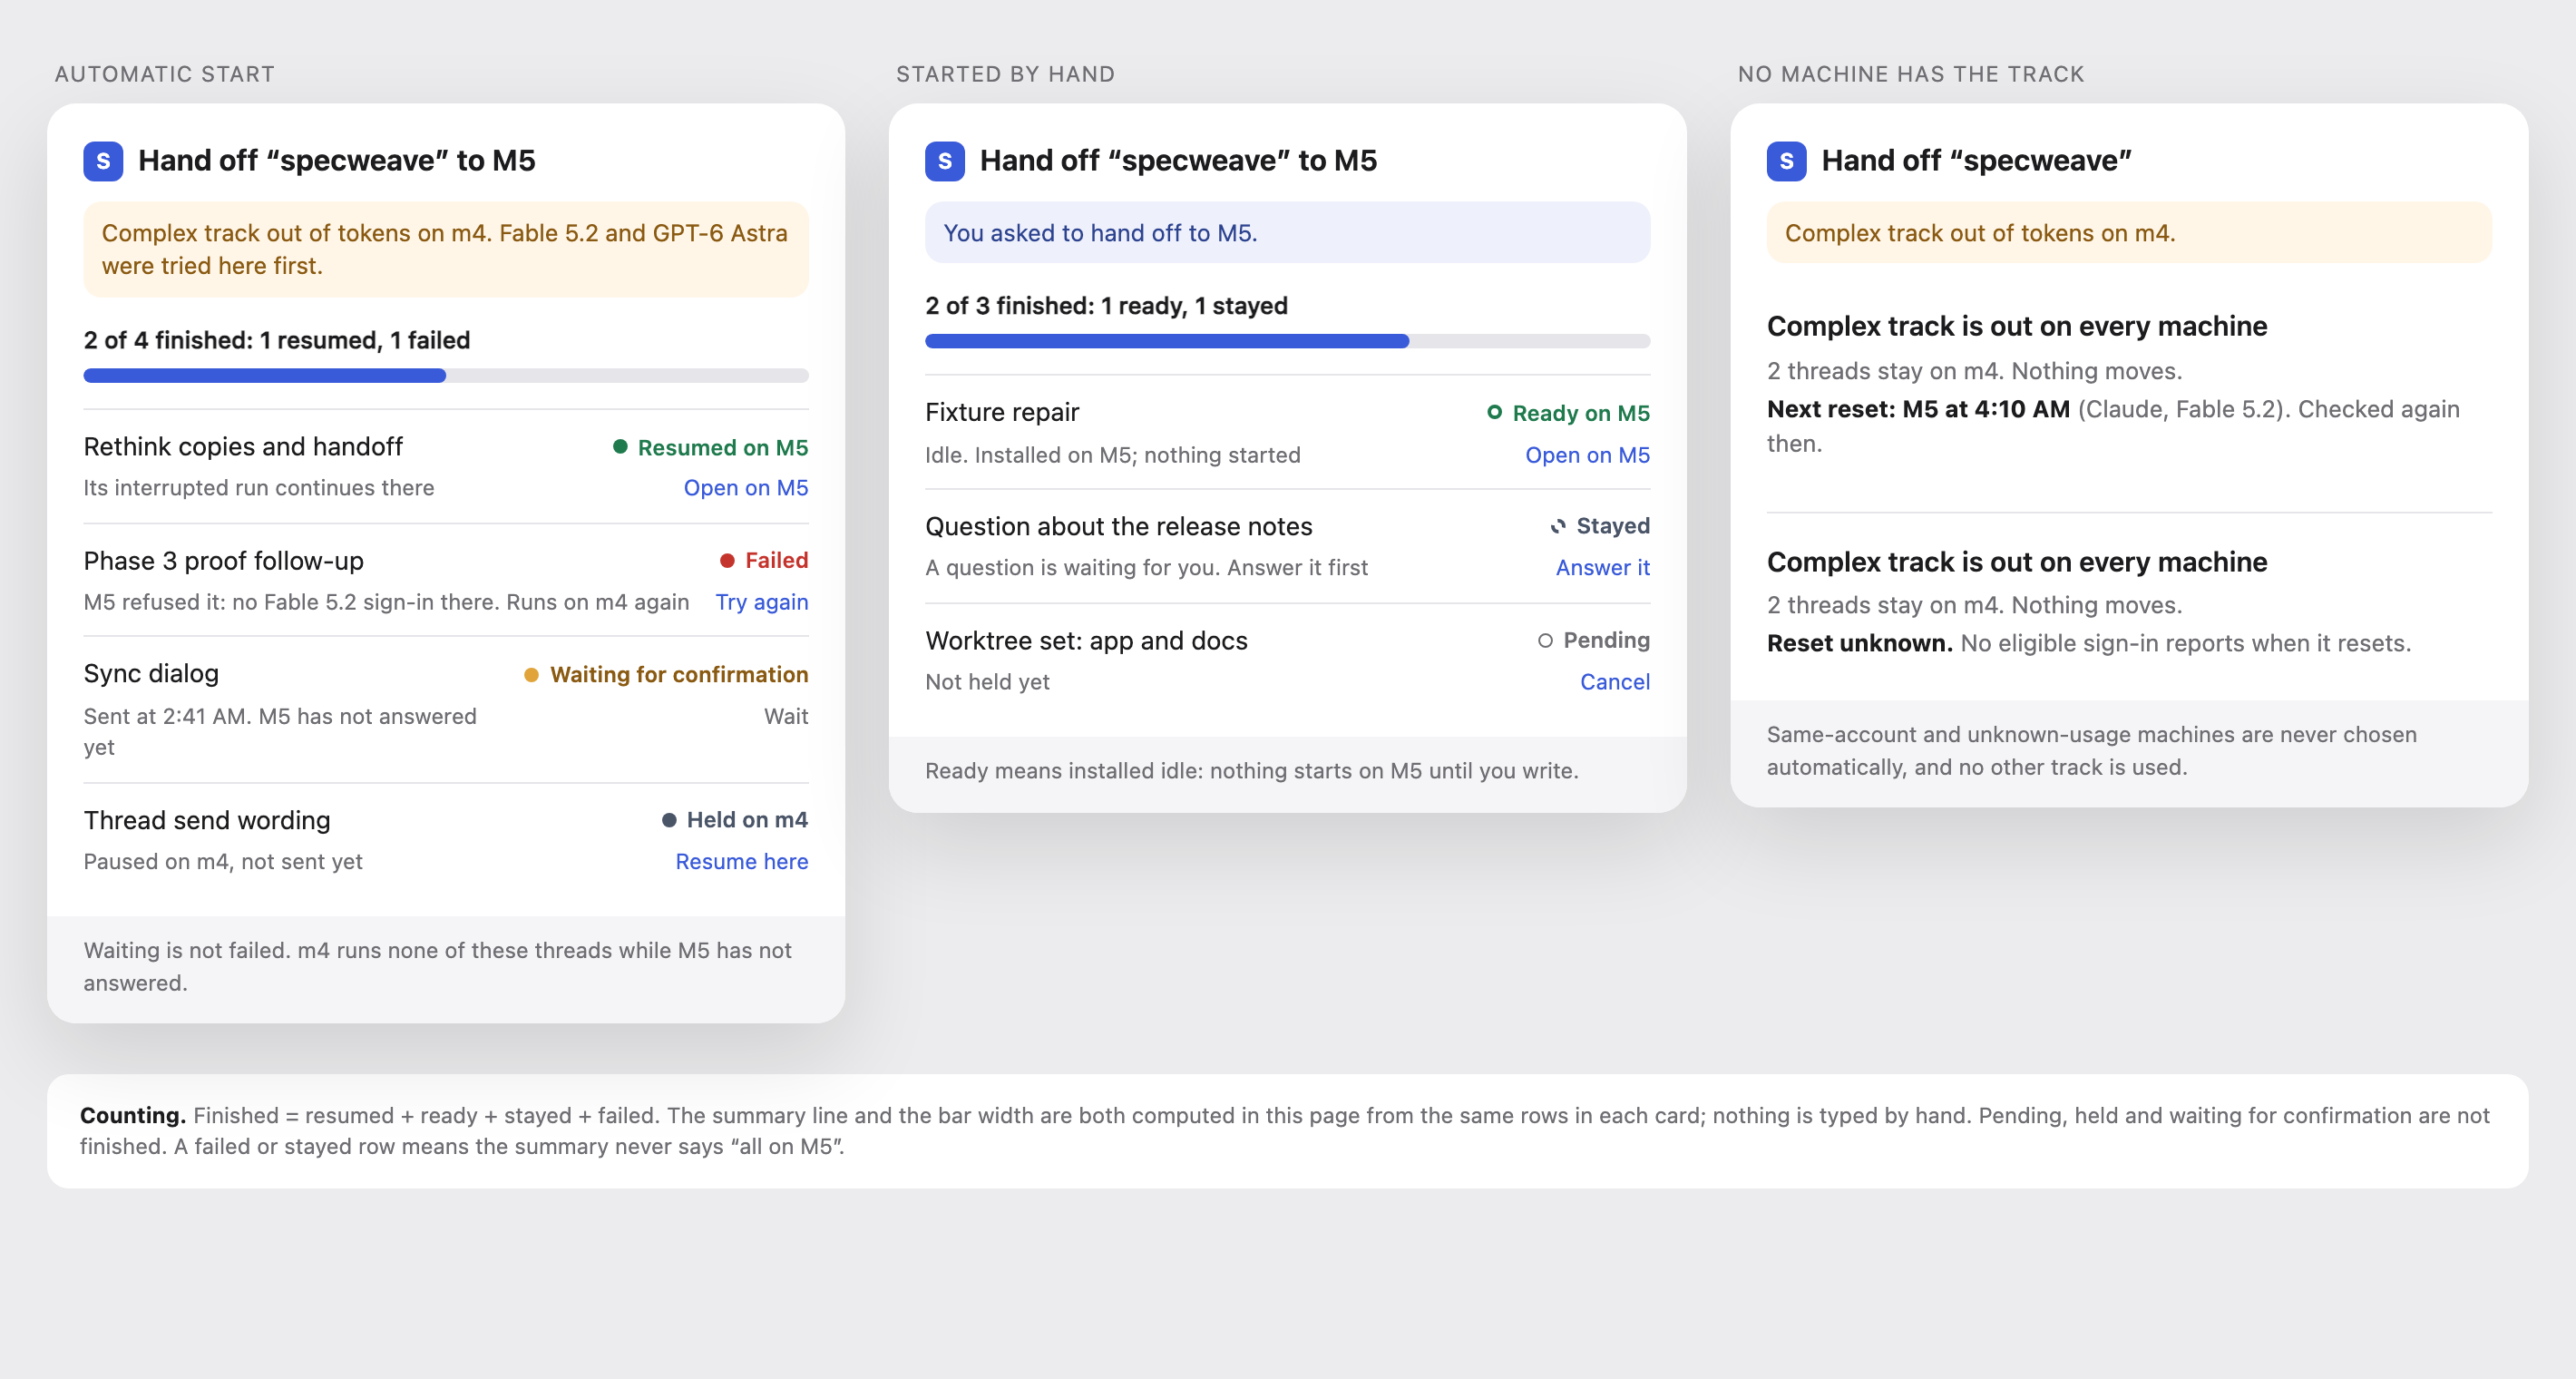 AUTOMATIC START
S
Hand off “specweave” to M5
Complex track out of tokens on m4. Fable 5.2 and GPT-6 Astra
were tried here first.
2 of 4 finished: 1 resumed, 1 failed
Rethink copies and handoff
Resumed on M5
Its interrupted run continues there
Open on M5
Phase 3 proof follow-up
Failed
M5 refused it: no Fable 5.2 sign-in there. Runs on m4 again
Try again
Sync dialog
Waiting for confirmation
Sent at 2:41 AM. M5 has not answered
yet
Wait
Thread send wording
Held on m4
Paused on m4, not sent yet
Resume here
Waiting is not failed. m4 runs none of these threads while M5 has not
answered.
STARTED BY HAND
S
Hand off “specweave” to M5
You asked to hand off to M5.
2 of 3 finished: 1 ready, 1 stayed
Fixture repair
Ready on M5
Idle. Installed on M5; nothing started
Open on M5
Question about the release notes
Stayed
A question is waiting for you. Answer it first
Answer it
Worktree set: app and docs
Pending
Not held yet
Cancel
Ready means installed idle: nothing starts on M5 until you write.
NO MACHINE HAS THE TRACK
S
Hand off “specweave”
Complex track out of tokens on m4.
Complex track is out on every machine
2 threads stay on m4. Nothing moves.
Next reset: M5 at 4:10 AM (Claude, Fable 5.2). Checked again
then.
Complex track is out on every machine
2 threads stay on m4. Nothing moves.
Reset unknown. No eligible sign-in reports when it resets.
Same-account and unknown-usage machines are never chosen
automatically, and no other track is used.
Counting. Finished = resumed + ready + stayed + failed. The summary line and the bar width are both computed in this page from the same rows in each card; nothing is typed by hand. Pending, held and waiting for confirmation are not
finished. A failed or stayed row means the summary never says “all on M5”.